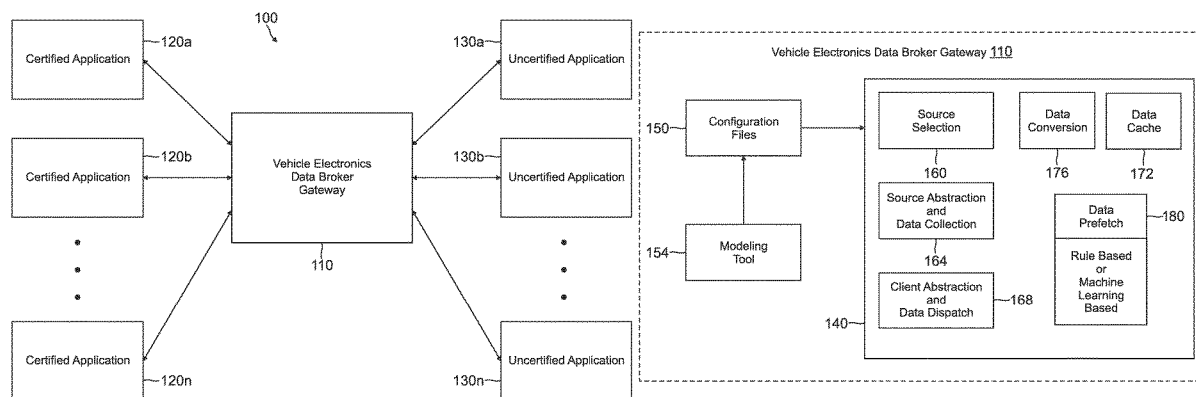 100
Certified Application
120a
Certified Application
120b
Certified Application
120n
Vehicle Electronics
Data Broker
Gateway
110
130a
Uncertified Application
130b
Uncertified Application
Uncertified Application
130n
Vehicle Electronics Data Broker Gateway 110
150
Configuration
Files
154
Modeling
Tool
140
Source
Selection
160
Source Abstraction
and
Data Collection
164
Client Abstraction
and
Data Dispatch
168
Data
Conversion
176
Data
Cache
172
Data
Prefetch
180
Rule Based
or
Machine
Learning
Based